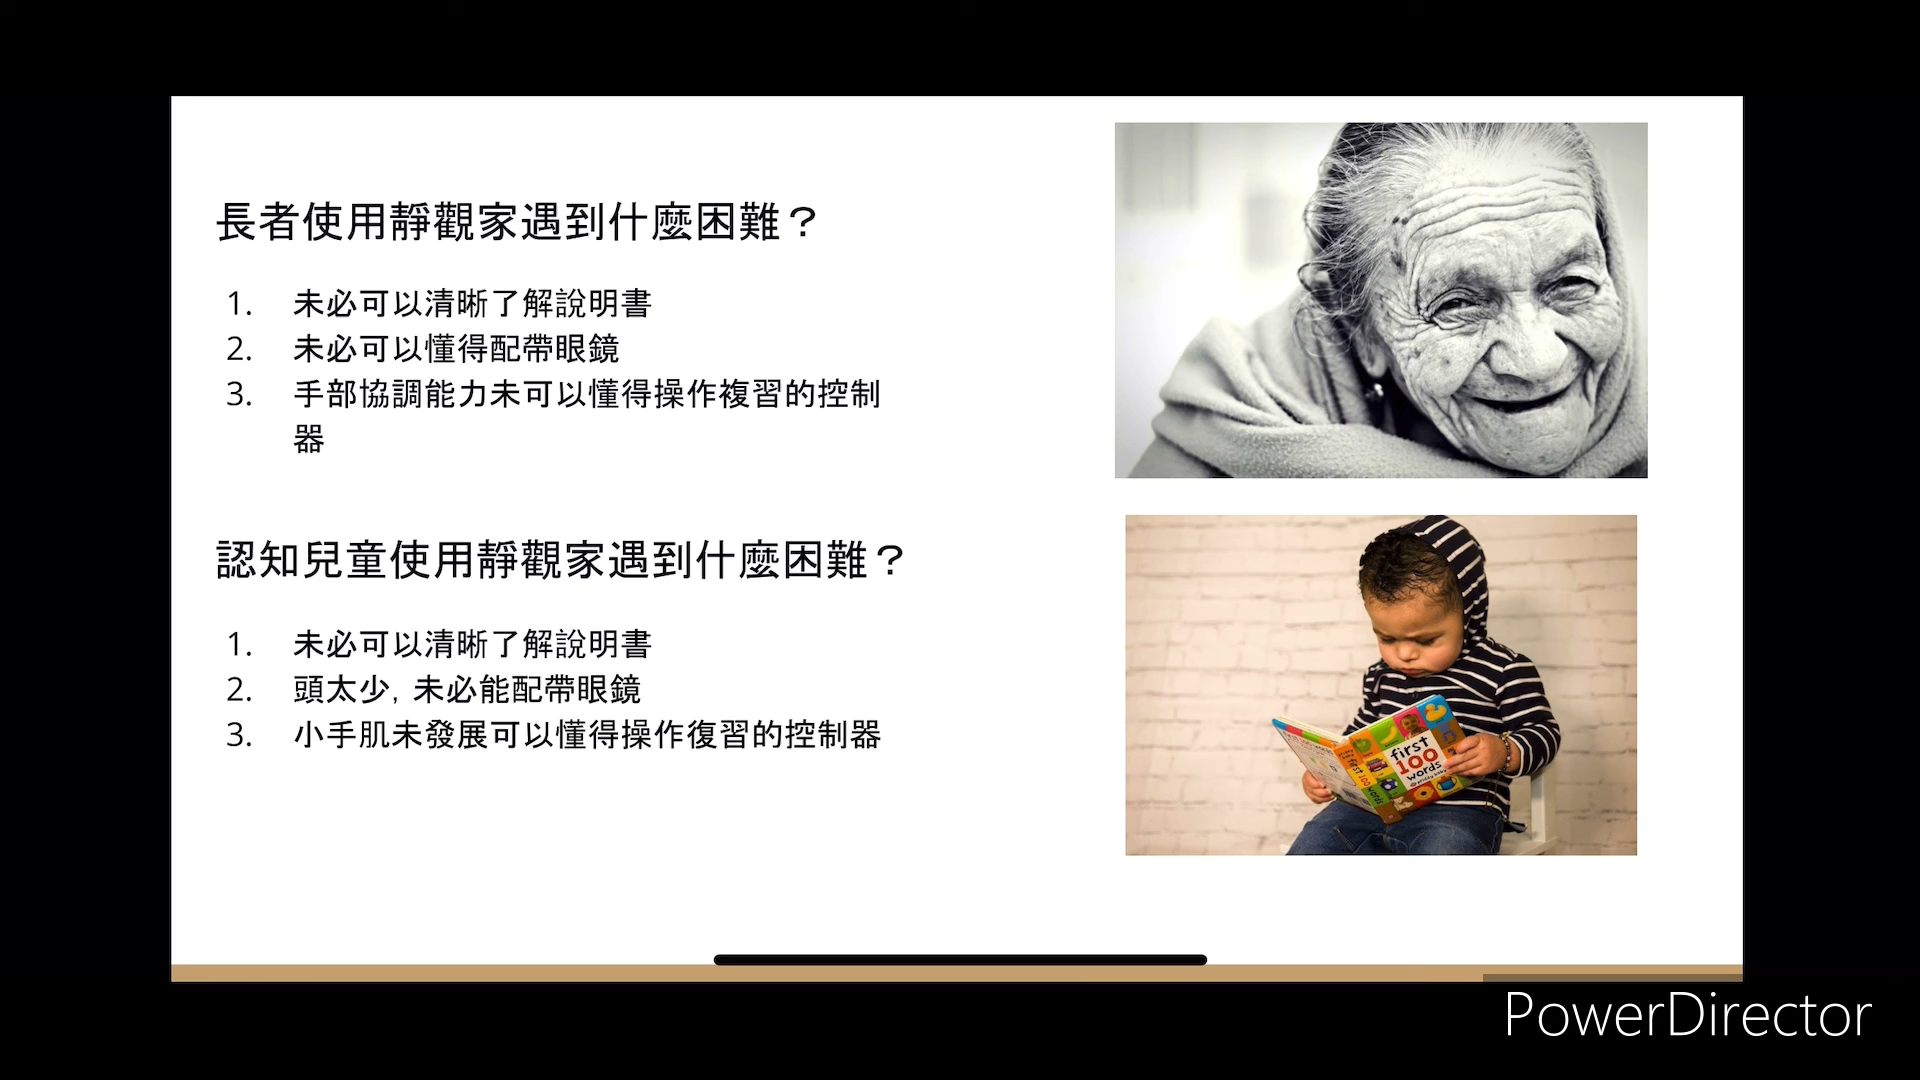 長者使用靜觀家遇到什麼困難？
1. 未必可以清晰了解說明書
2. 未必可以懂得配帶眼鏡
3. 手部協調能力未可以懂得操作複習的控制
器
認知兒童使用靜觀家遇到什麼困難？
1. 未必可以清晰了解說明書
2. 頭太少, 未必能配帶眼鏡
3. 小手肌未發展可以懂得操作復習的控制器
first
100
words
first 100
words
PowerDirector